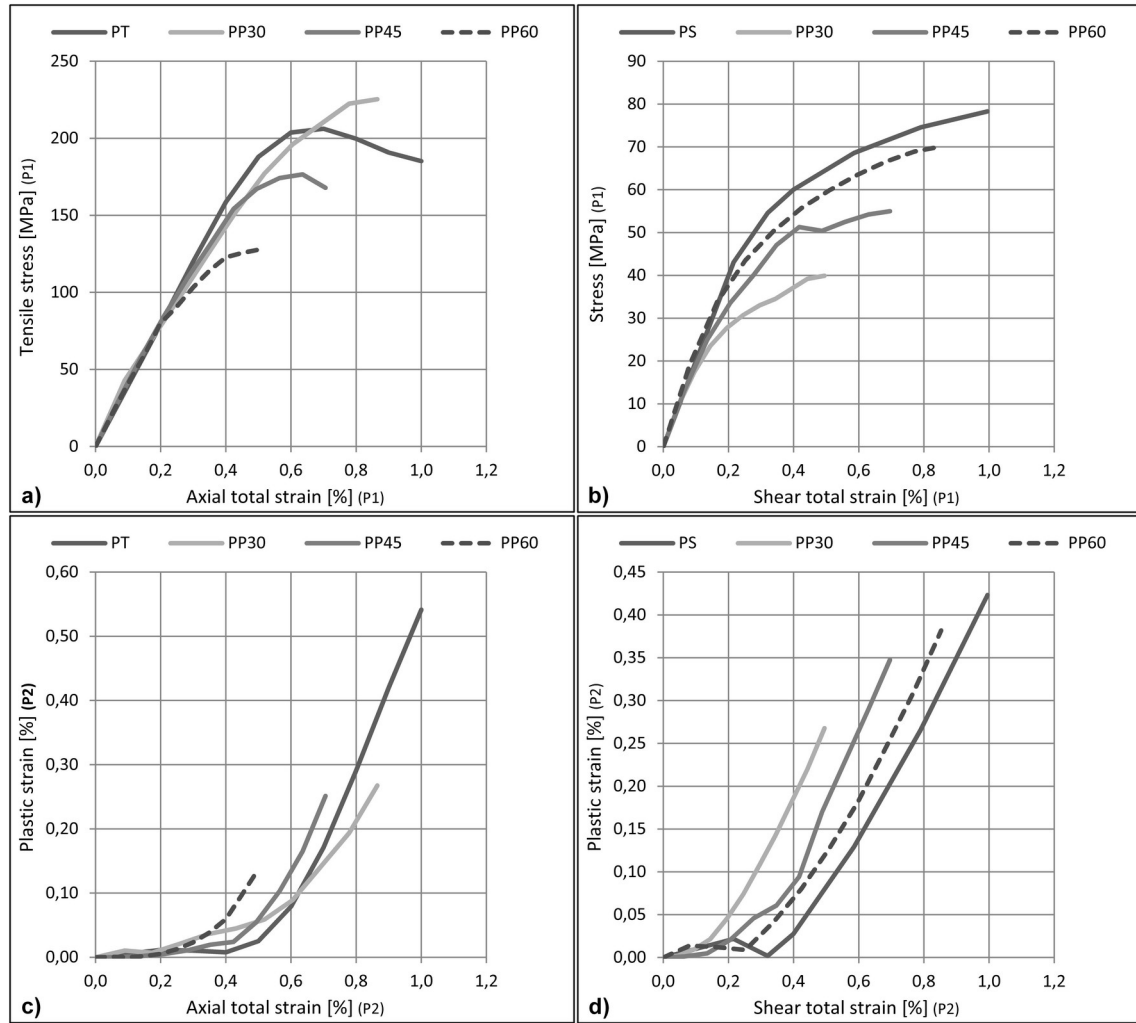 PT PP30 PP45 PP60
250
200
150
100
50
0
Tensile stress [MPa] (P1)
0,0 0,2 0,4 0,6 0,8 1,0 1,2
Axial total strain [%] (P1)
a)
PS PP30 PP45 PP60
90
80
70
60
50
40
30
20
10
0
Stress [MPa] (P1)
0,0 0,2 0,4 0,6 0,8 1,0 1,2
Shear total strain [%] (P1)
b)
PT PP30 PP45 PP60
0,60
0,50
0,40
0,30
0,20
0,10
0,00
Plastic strain [%] (P2)
0,0 0,2 0,4 0,6 0,8 1,0 1,2
Axial total strain [%] (P2)
c)
PS PP30 PP45 PP60
0,45
0,40
0,35
0,30
0,25
0,20
0,15
0,10
0,05
0,00
Plastic strain [%] (P2)
0,0 0,2 0,4 0,6 0,8 1,0 1,2
Shear total strain [%] (P2)
d)